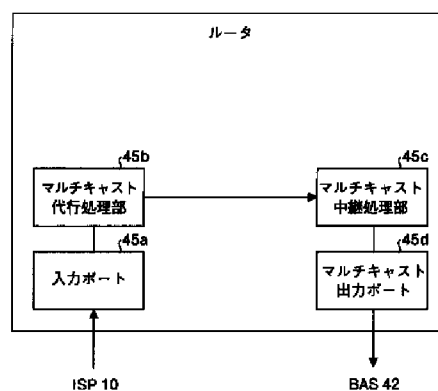 ルータ
45b
マルチキャスト
代行処理部
45c
マルチキャスト
中継処理部
45a
入力ポート
45d
マルチキャスト
出力ポート
ISP 10
BAS 42